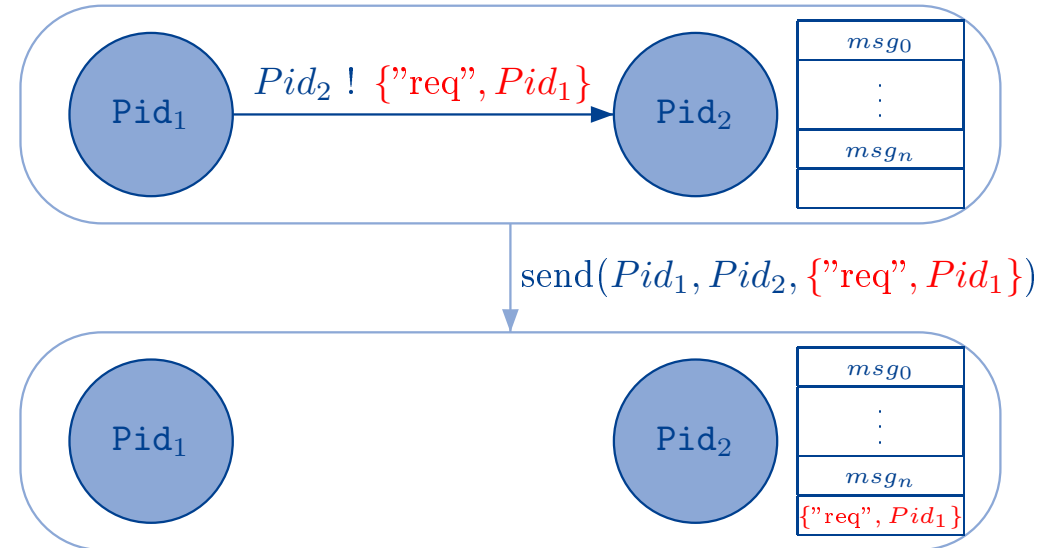 msg₀
Pid₂ ! {"req", Pid₁}
Pid₁
Pid₂
⋮
msgₙ
send(Pid₁, Pid₂, {"req", Pid₁})
msg₀
Pid₁
Pid₂
⋮
msgₙ
{"req", Pid₁}